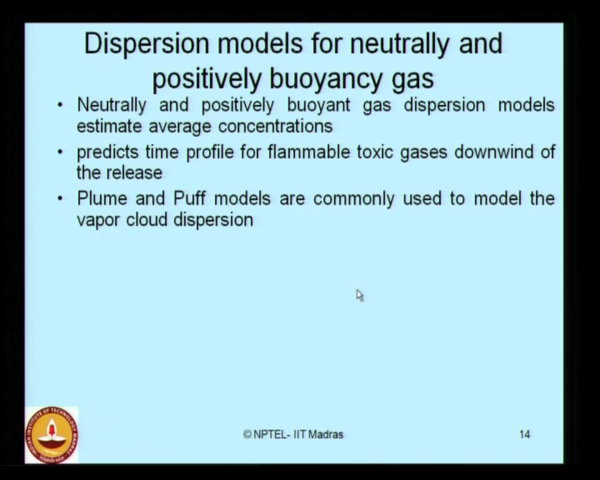 Dispersion models for neutrally and
positively buoyancy gas
• Neutrally and positively buoyant gas dispersion models
estimate average concentrations
• predicts time profile for flammable toxic gases downwind of
the release
• Plume and Puff models are commonly used to model the
vapor cloud dispersion
© NPTEL- IIT Madras
14